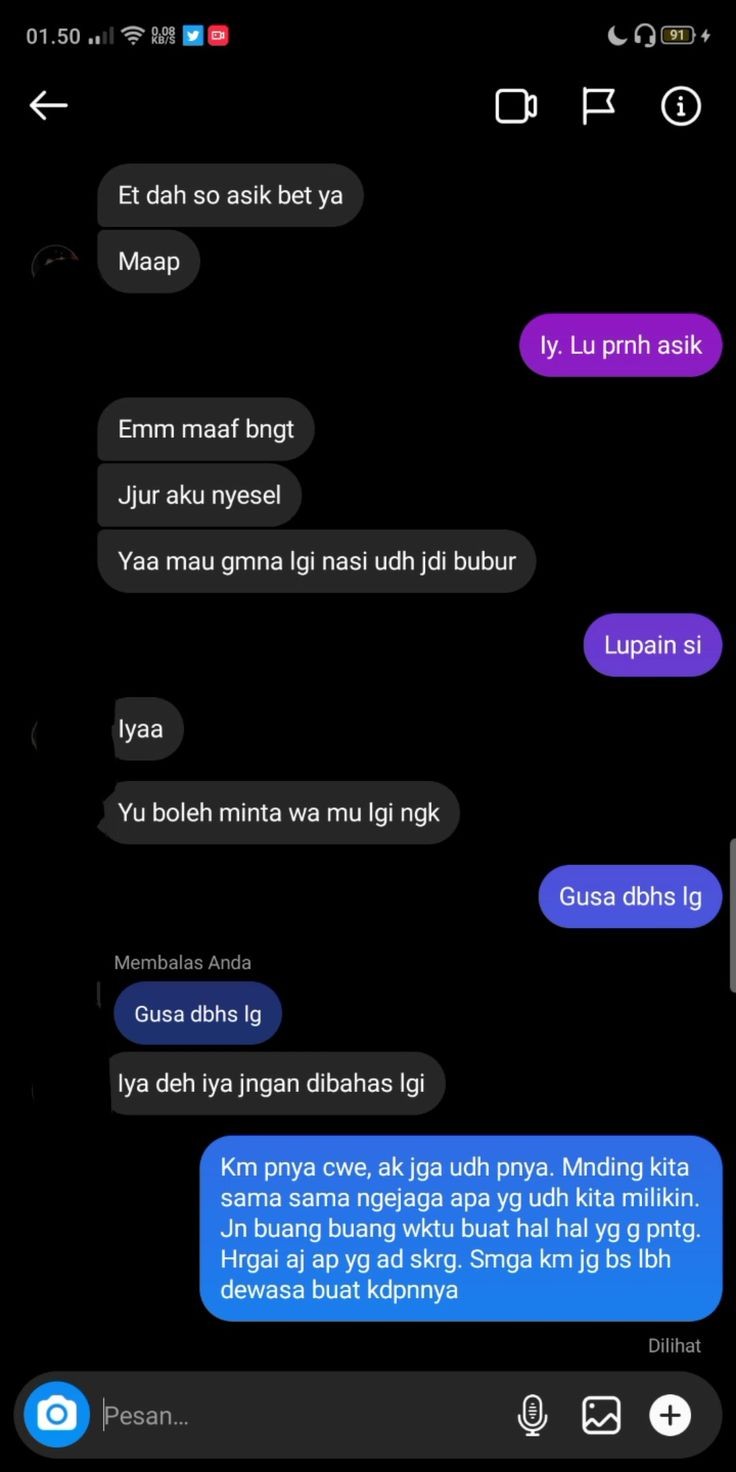 01.50
0,08
KB/S
91
Et dah so asik bet ya
Maap
Iy. Lu prnh asik
Emm maaf bngt
Jjur aku nyesel
Yaa mau gmna lgi nasi udh jdi bubur
Lupain si
Iyaa
Yu boleh minta wa mu lgi ngk
Gusa dbhs lg
Membalas Anda
Gusa dbhs lg
Iya deh iya jngan dibahas lgi
Km pnya cwe, ak jga udh pnya. Mnding kita
sama sama ngejaga apa yg udh kita milikin.
Jn buang buang wktu buat hal hal yg g pntg.
Hrgai aj ap yg ad skrg. Smga km jg bs lbh
dewasa buat kdpnnya
Dilihat
Pesan...